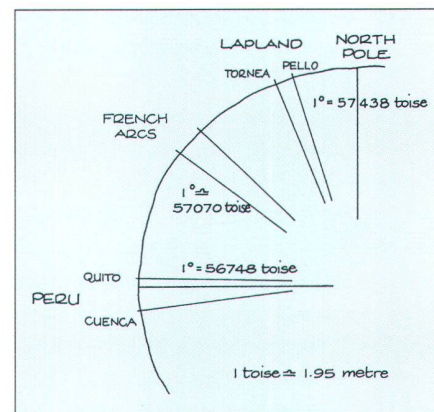 LAPLAND
NORTH
POLE
TORNEA
PELLO
1° = 57438 toise
FRENCH
ARCS
1° ≏
57070 toise
QUITO
1° = 56748 toise
PERU
CUENCA
1 toise ≏ 1.95 metre